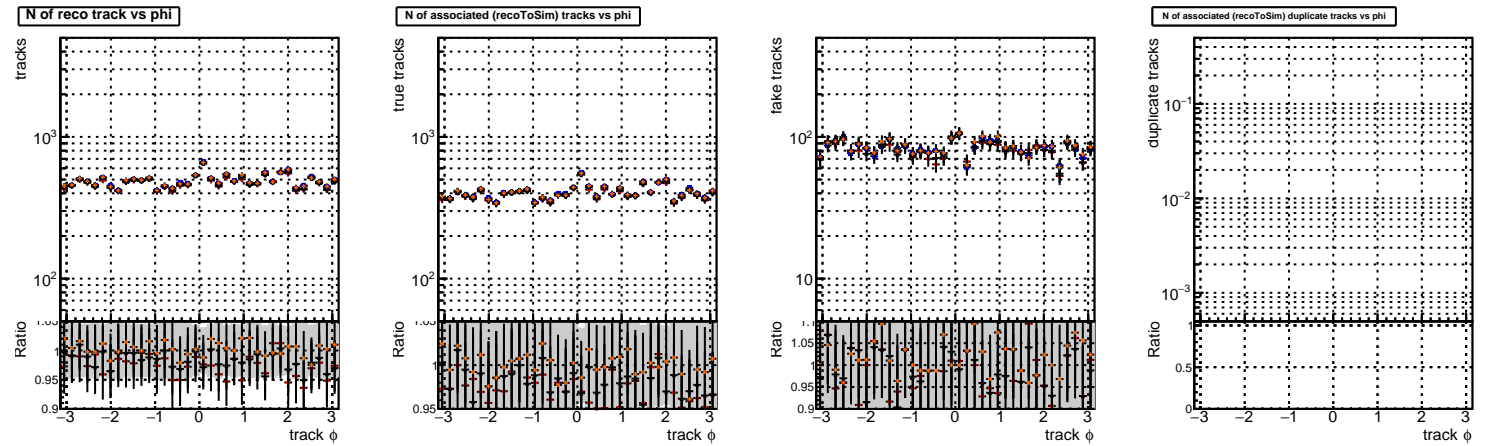 N of reco track vs phi
tracks
10³
10²
Ratio
1
0.95
0.9
−3 −2 −1 0 1 2 3
track ϕ
N of associated (recoToSim) tracks vs phi
true tracks
10³
10²
Ratio
1
0.95
−3 −2 −1 0 1 2 3
track ϕ
fake tracks
10²
10
Ratio
1.05
1
0.95
0.9
−3 −2 −1 0 1 2 3
track ϕ
N of associated (recoToSim) duplicate tracks vs phi
duplicate tracks
10⁻¹
10⁻²
10⁻³
Ratio
1
0.5
0
−3 −2 −1 0 1 2 3
track ϕ